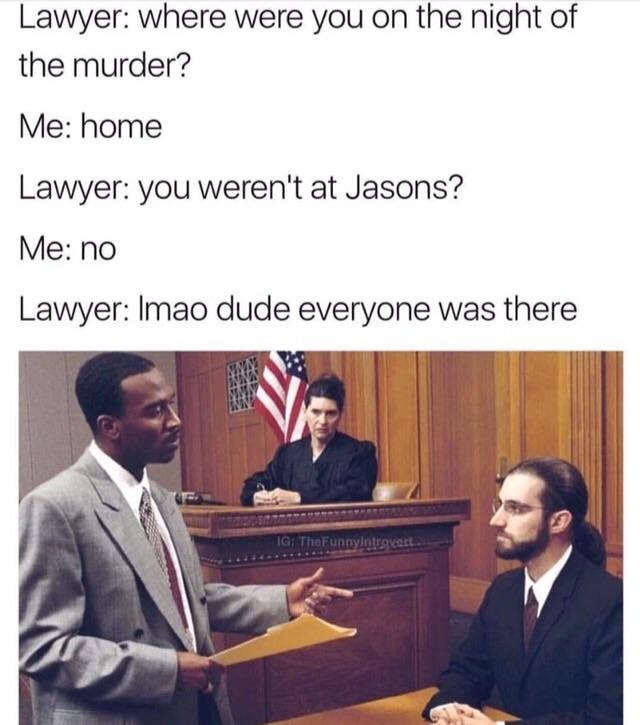 Lawyer: where were you on the night of
the murder?
Me: home
Lawyer: you weren't at Jasons?
Me: no
Lawyer: lmao dude everyone was there
IG: TheFunnyIntrovert